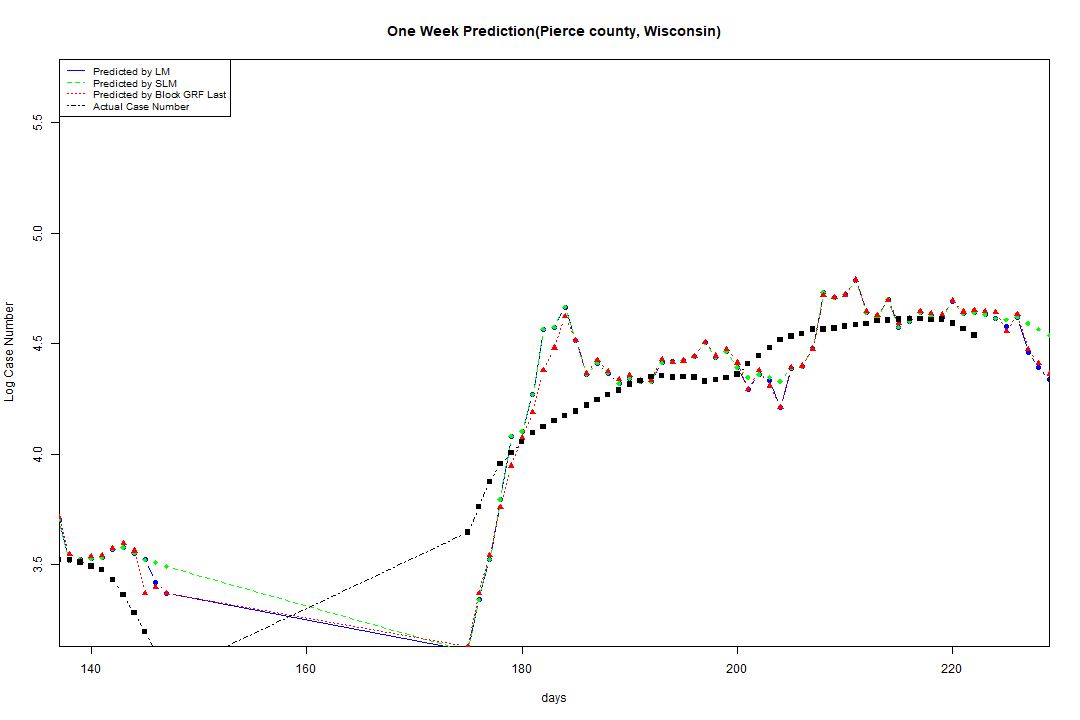 One Week Prediction(Pierce county, Wisconsin)
Predicted by LM
Predicted by SLM
Predicted by Block GRF Last
Actual Case Number
5.5
5.0
4.5
4.0
3.5
Log Case Number
140
160
180
200
220
days